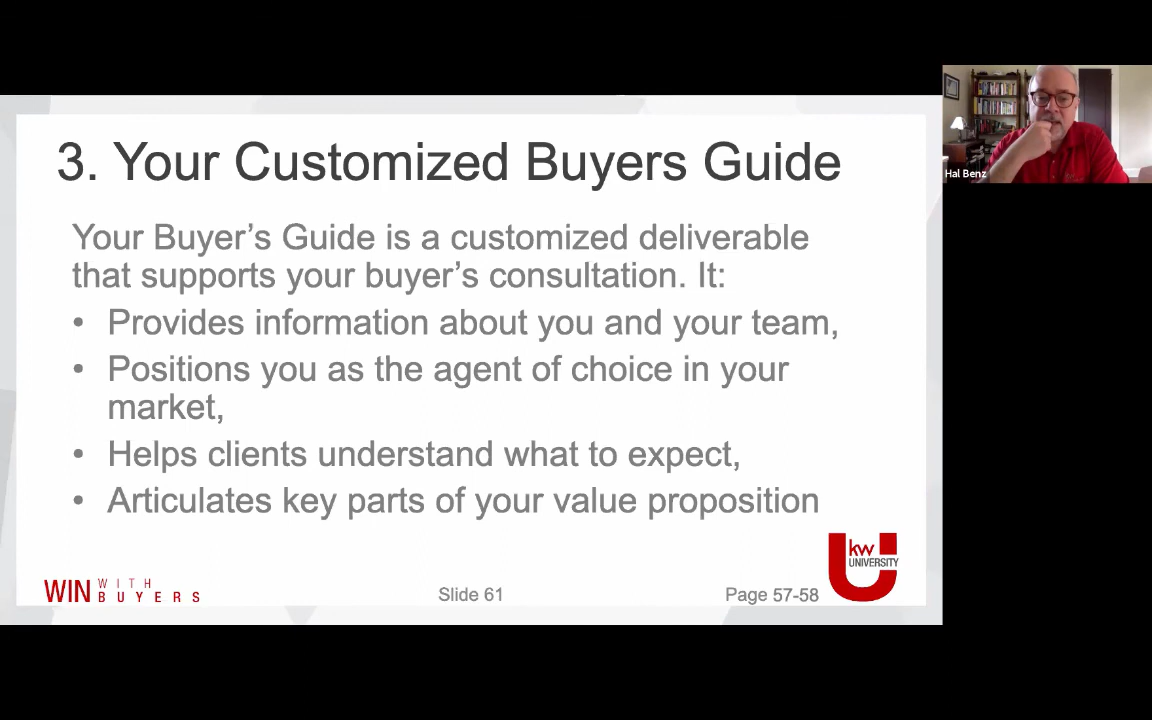 3. Your Customized Buyers Guide
Your Buyer’s Guide is a customized deliverable
that supports your buyer’s consultation. It:
• Provides information about you and your team,
• Positions you as the agent of choice in your
market,
• Helps clients understand what to expect,
• Articulates key parts of your value proposition
WIN WITH BUYERS
Slide 61
Page 57-58
kw
UNIVERSITY
Hal Benz